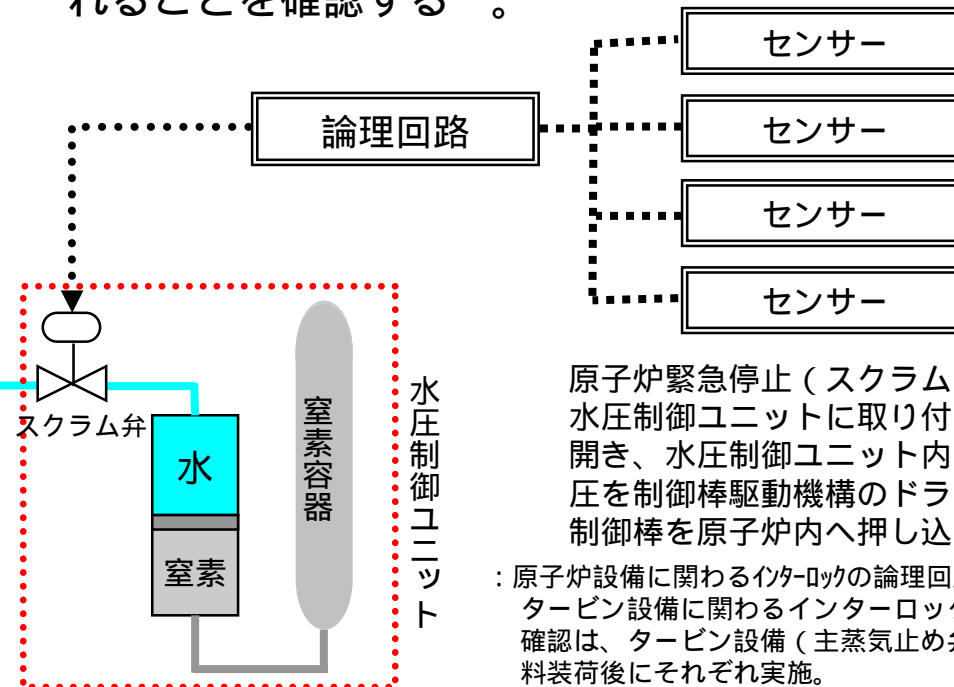 れることを確認する 。
センサー
論理回路
センサー
センサー
センサー
スクラム弁
水
窒素
窒素容器
水圧制御ユニット
原子炉緊急停止（スクラム
水圧制御ユニットに取り付
開き、水圧制御ユニット内
圧を制御棒駆動機構のドラ
制御棒を原子炉内へ押し込
：原子炉設備に関わるｲﾝﾀｰﾛｯｸの論理回
タービン設備に関わるインターロッ
確認は、タービン設備（主蒸気止め
料装荷後にそれぞれ実施。